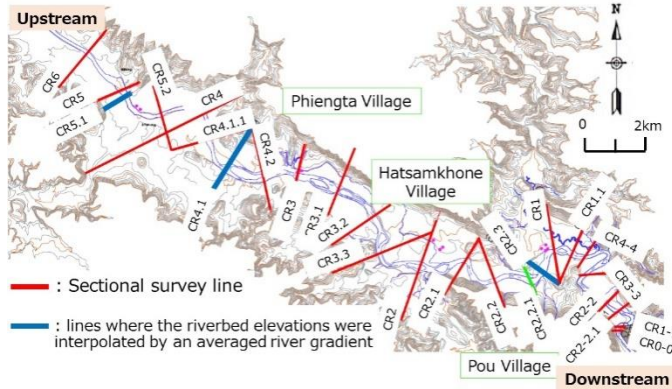 Upstream
N
CR6
CR5
CR5.1
CR5.2
CR4
CR4.1.1
CR4.2
CR4.1
Phiengta Village
0 2km
Hatsamkhone
Village
CR3
CR3.1
CR3.2
CR3.3
CR2
CR2.1
CR2.2
CR2.3
CR2.2.1
CR1
CR1.1
CR4-4
CR3-3
CR2-2
CR2-2.1
CR1-
CR0-0
: Sectional survey line
: lines where the riverbed elevations were
interpolated by an averaged river gradient
Pou Village
Downstream